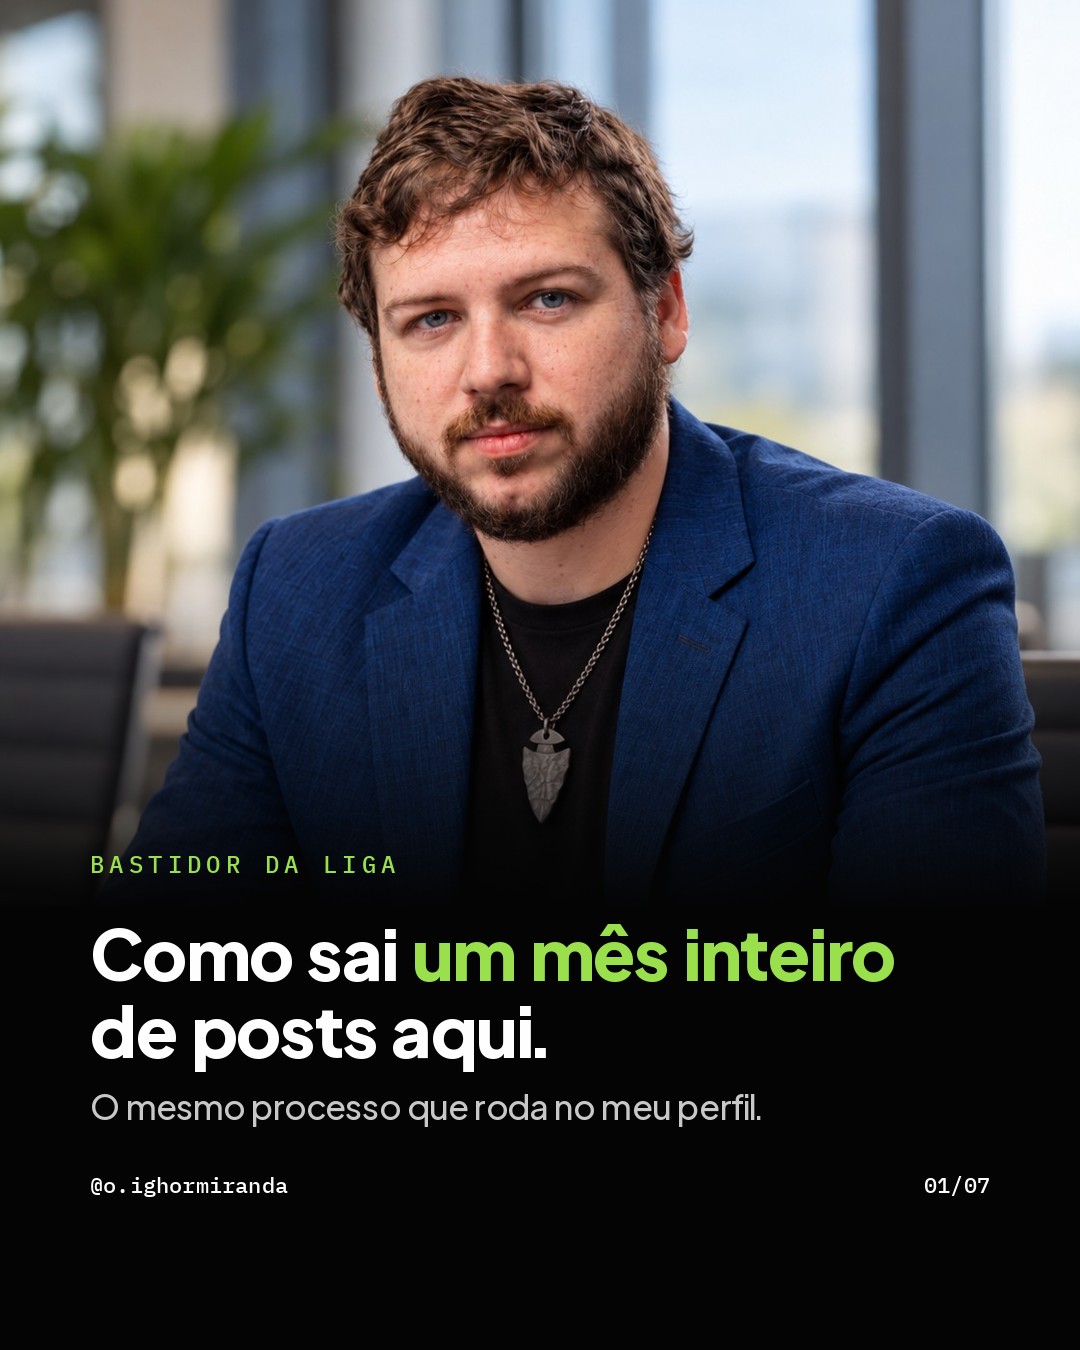 BASTIDOR DA LIGA
Como sai um mês inteiro
de posts aqui.
O mesmo processo que roda no meu perfil.
@o.ighormiranda
01/07